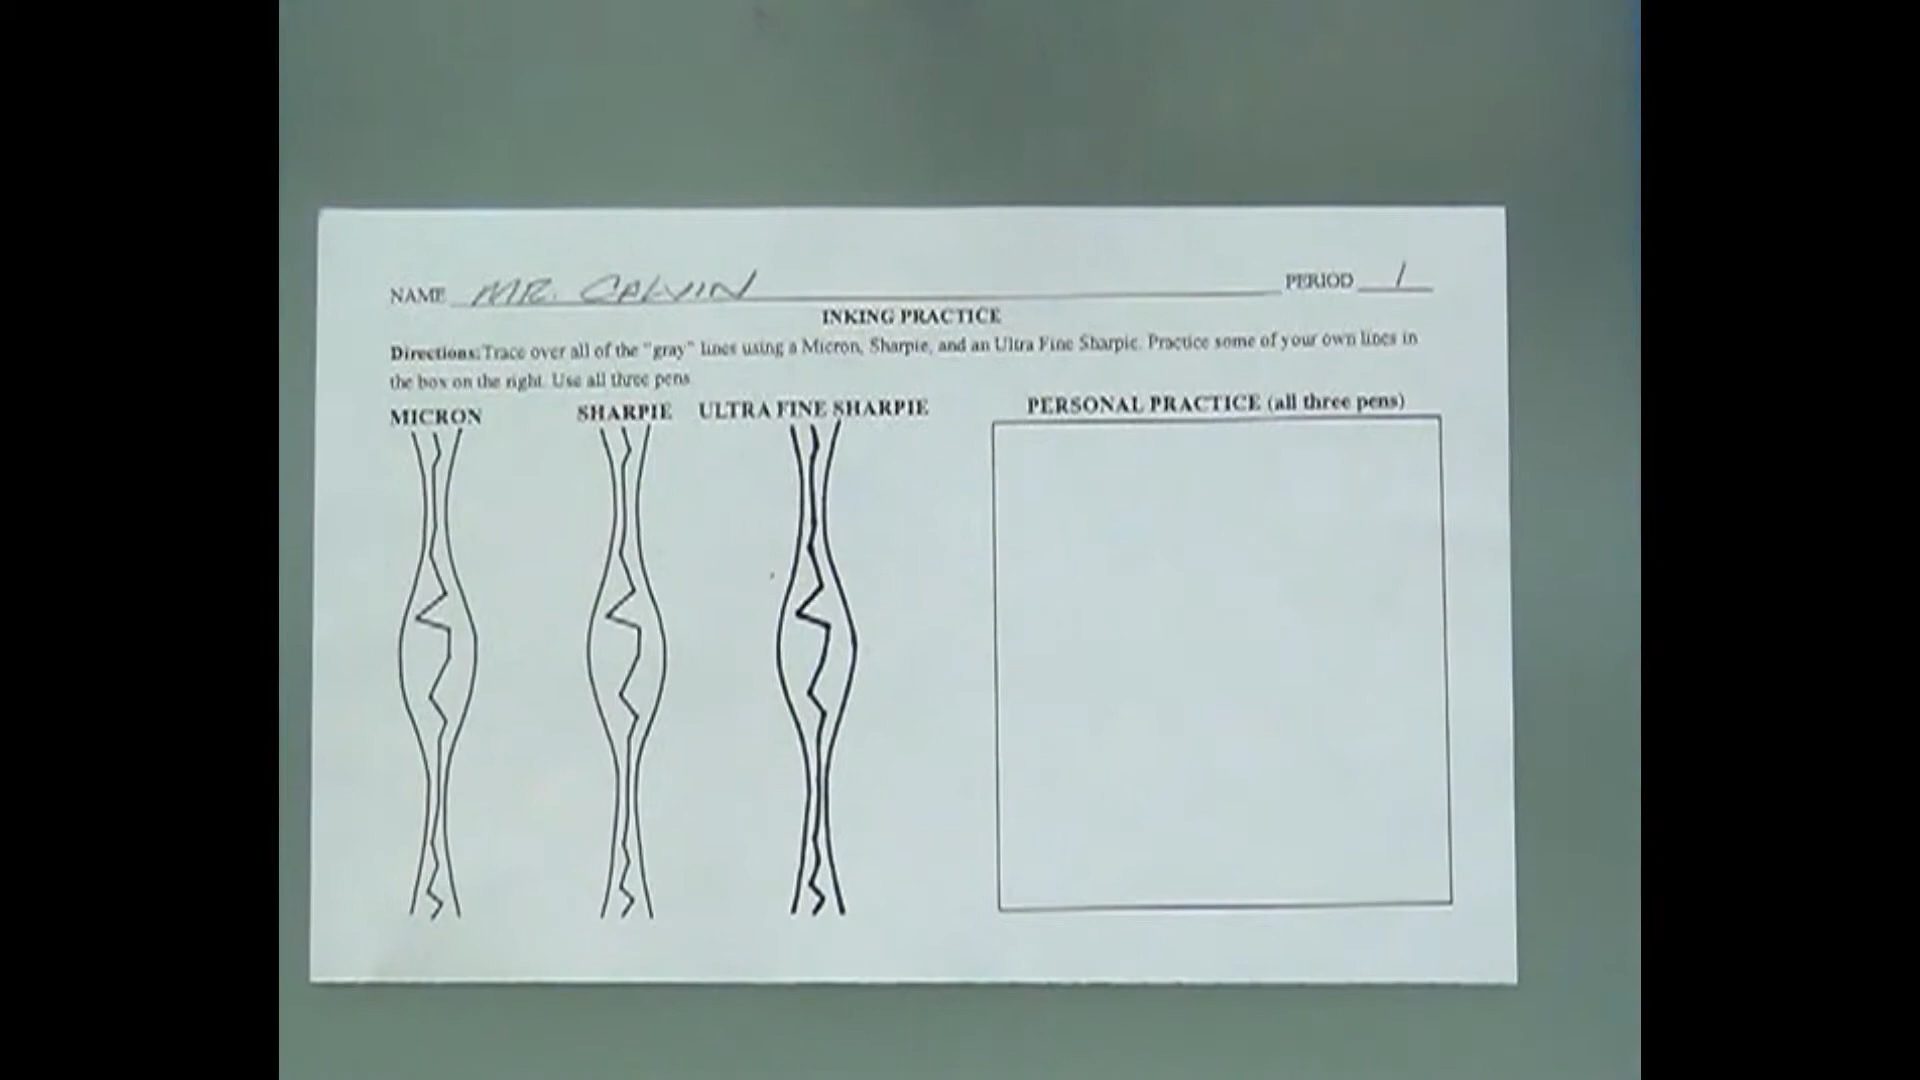 NAME MR. CALVIN PERIOD 1
INKING PRACTICE
Directions: Trace over all of the "gray" lines using a Micron, Sharpie, and an Ultra Fine Sharpie. Practice some of your own lines in
the box on the right. Use all three pens
MICRON SHARPIE ULTRA FINE SHARPIE PERSONAL PRACTICE (all three pens)